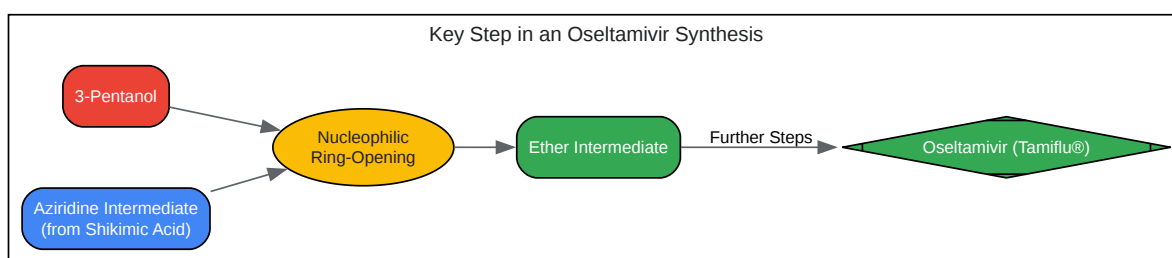 Key Step in an Oseltamivir Synthesis
3-Pentanol
Nucleophilic
Ring-Opening
Ether Intermediate
Further Steps
Oseltamivir (Tamiflu®)
Aziridine Intermediate
(from Shikimic Acid)